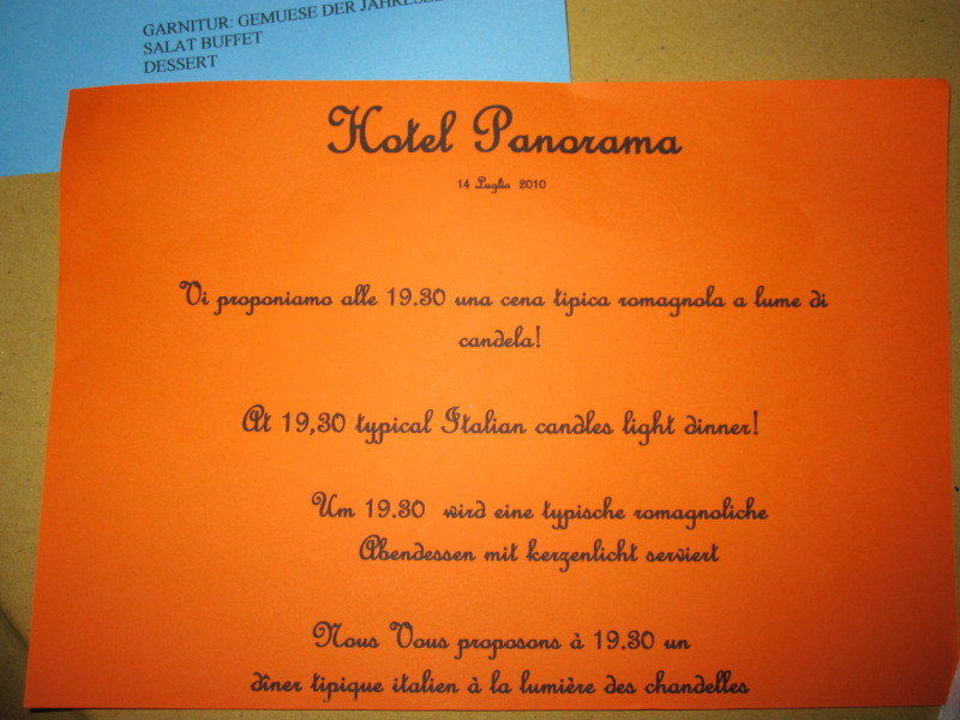 GARNITUR: GEMUESE DER
SALAT BUFFET
DESSERT
Hotel Panorama
14 Luglio 2010
Vi proponiamo alle 19.30 una cena tipica romagnola a lume di
candela!
At 19,30 typical Italian candles light dinner!
Um 19.30 wird eine typische romagnoliche
Abendessen mit kerzenlicht serviert
Nous Vous proposons à 19.30 un
dîner tipique italien à la lumière des chandelles